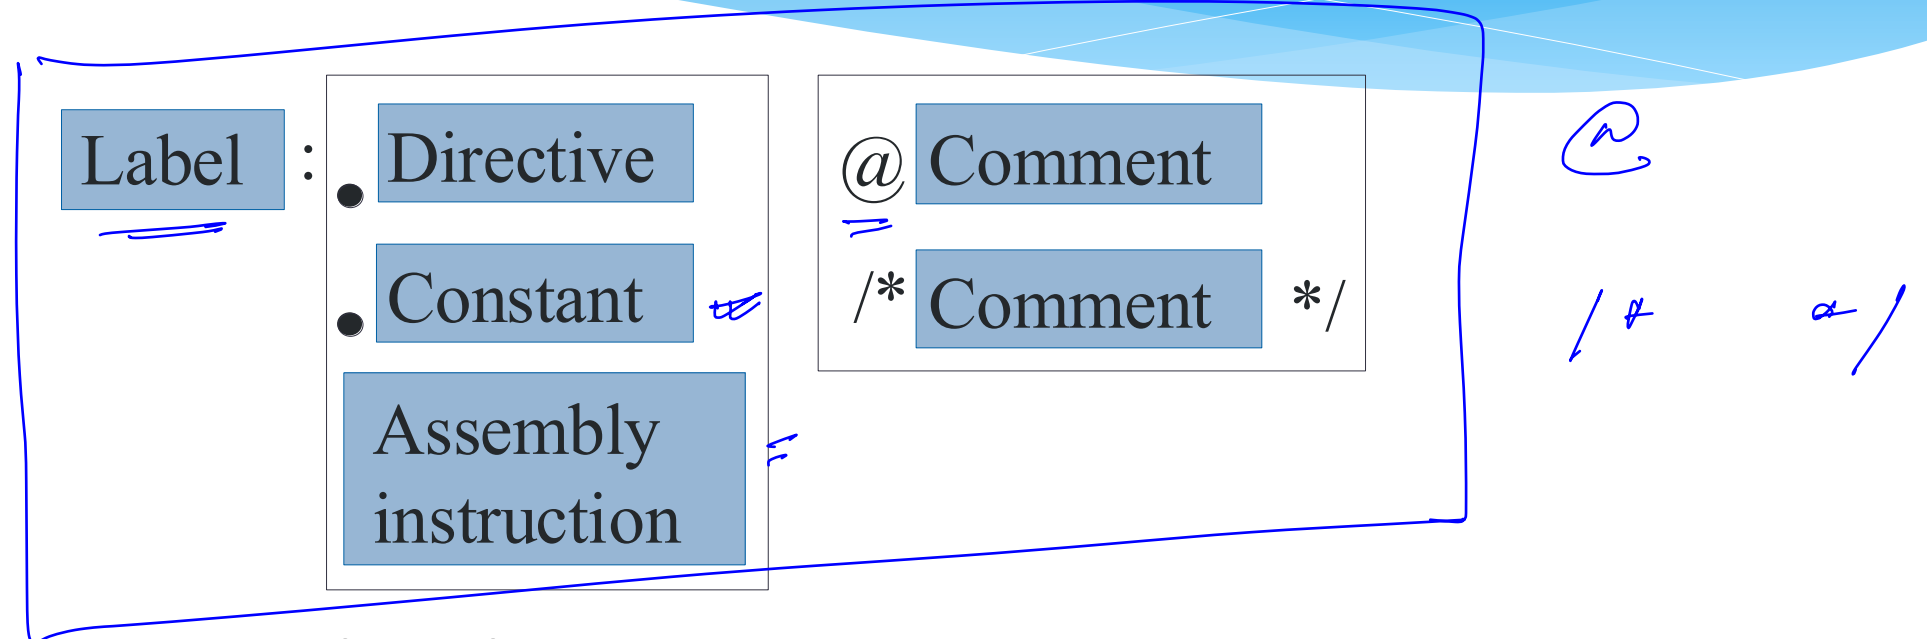 Label : . Directive @ Comment @
. Constant /* Comment */ /* */
Assembly
instruction